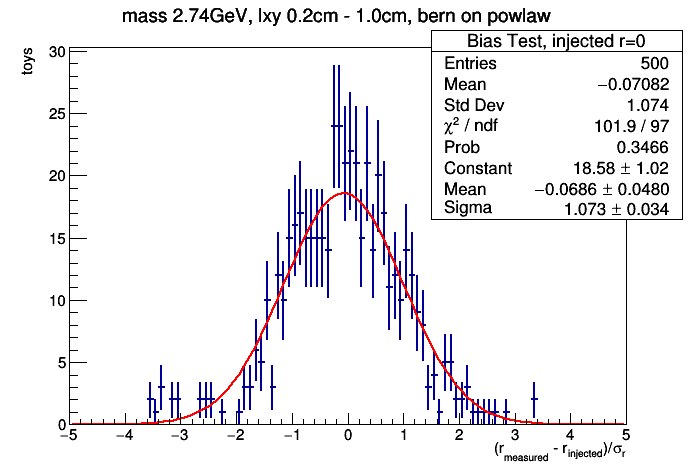 mass 2.74GeV, lxy 0.2cm - 1.0cm, bern on powlaw
Bias Test, injected r=0
Entries 500
Mean −0.07082
Std Dev 1.074
χ² / ndf 101.9 / 97
Prob 0.3466
Constant 18.58 ± 1.02
Mean −0.0686 ± 0.0480
Sigma 1.073 ± 0.034
toys
30
25
20
15
10
5
0
−5 −4 −3 −2 −1 0 1 2 3 4 5
(r_measured - r_injected)/σ_r